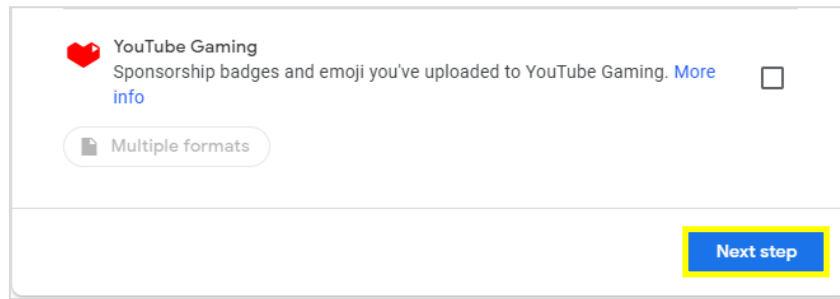 YouTube Gaming
Sponsorship badges and emoji you've uploaded to YouTube Gaming. More
info
Multiple formats
Next step